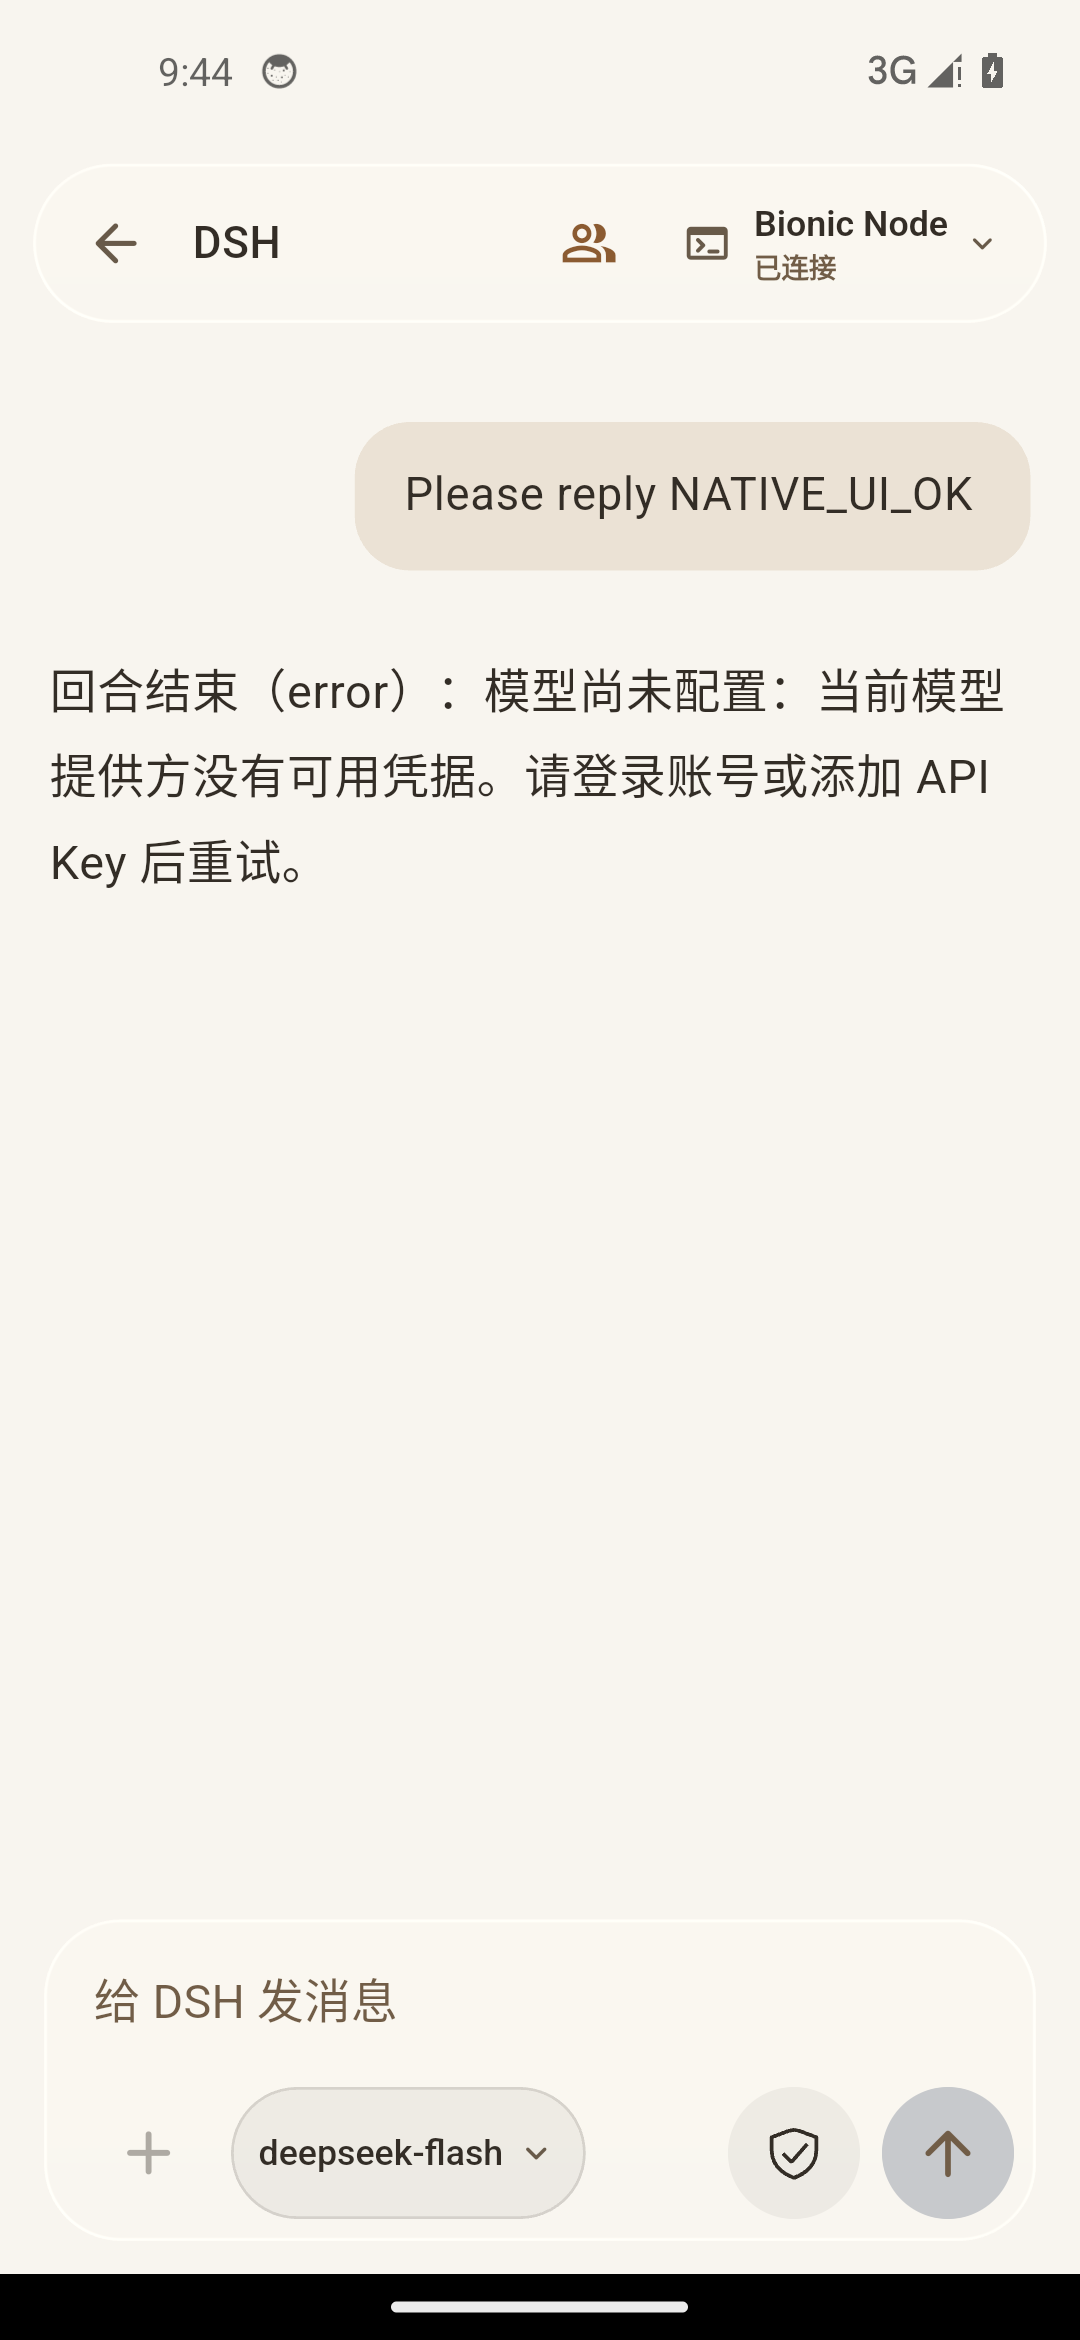 9:44
3G
DSH
Bionic Node
已连接
Please reply NATIVE_UI_OK
回合结束（error）：模型尚未配置：当前模型
提供方没有可用凭据。请登录账号或添加 API
Key 后重试。
给 DSH 发消息
deepseek-flash